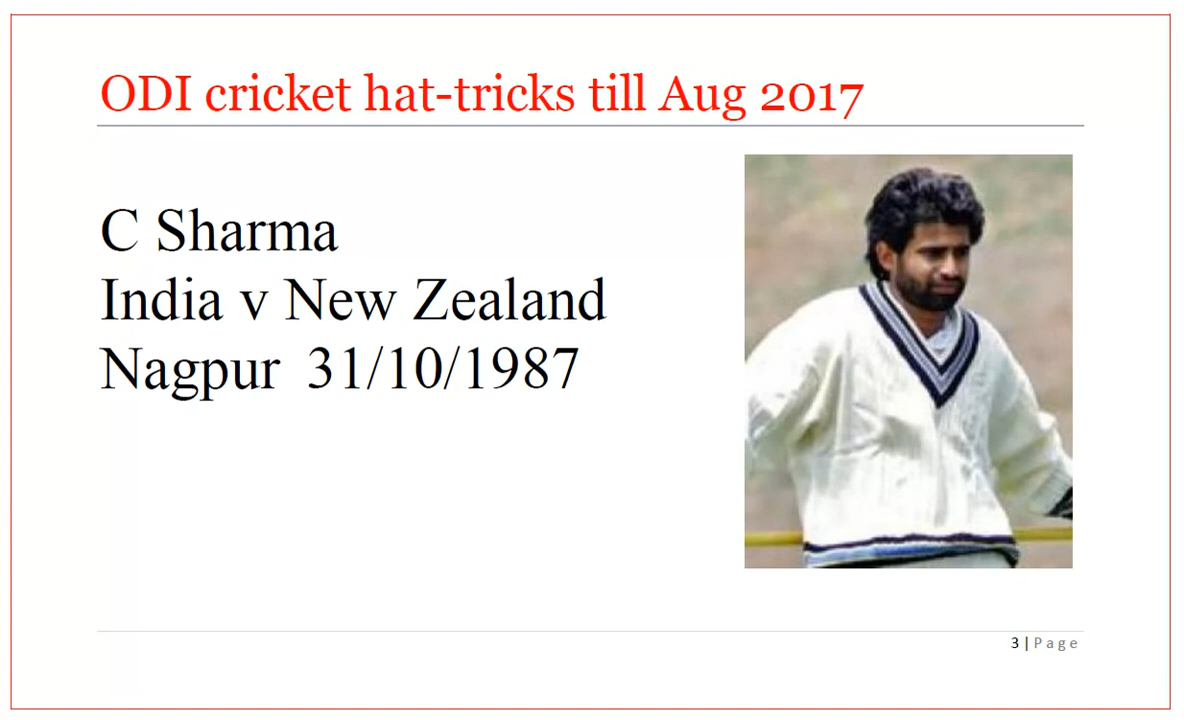 ODI cricket hat-tricks till Aug 2017
C Sharma
India v New Zealand
Nagpur 31/10/1987
3 | Page